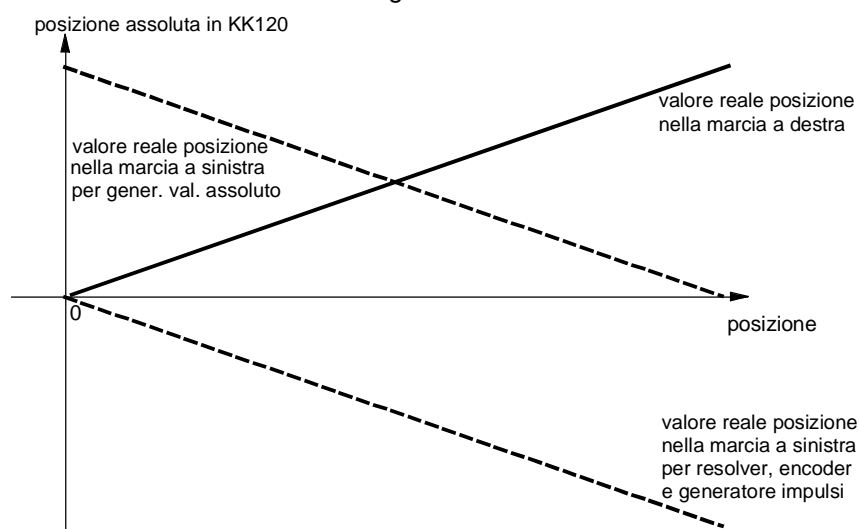 posizione assoluta in KK120
valore reale posizione
nella marcia a destra
valore reale posizione
nella marcia a sinistra
per gener. val. assoluto
0
posizione
valore reale posizione
nella marcia a sinistra
per resolver, encoder
e generatore impulsi